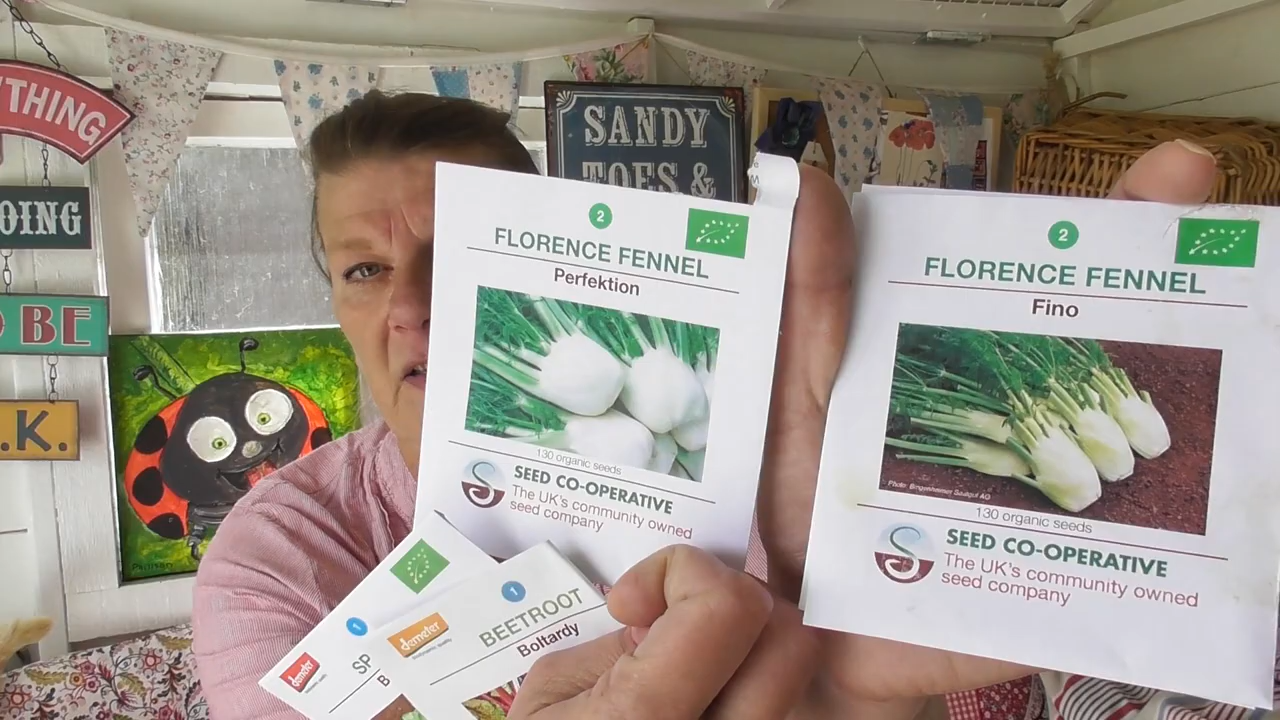 YTHING
OING
BE
.K.
SANDY
TOES &
2
FLORENCE FENNEL
Perfektion
130 organic seeds
SEED CO-OPERATIVE
The UK's community owned
seed company
2
FLORENCE FENNEL
Fino
Photo: Bingenheimer Saatgut AG
130 organic seeds
SEED CO-OPERATIVE
The UK's community owned
seed company
1
demeter
SP
B
1
demeter
BEETROOT
Boltardy